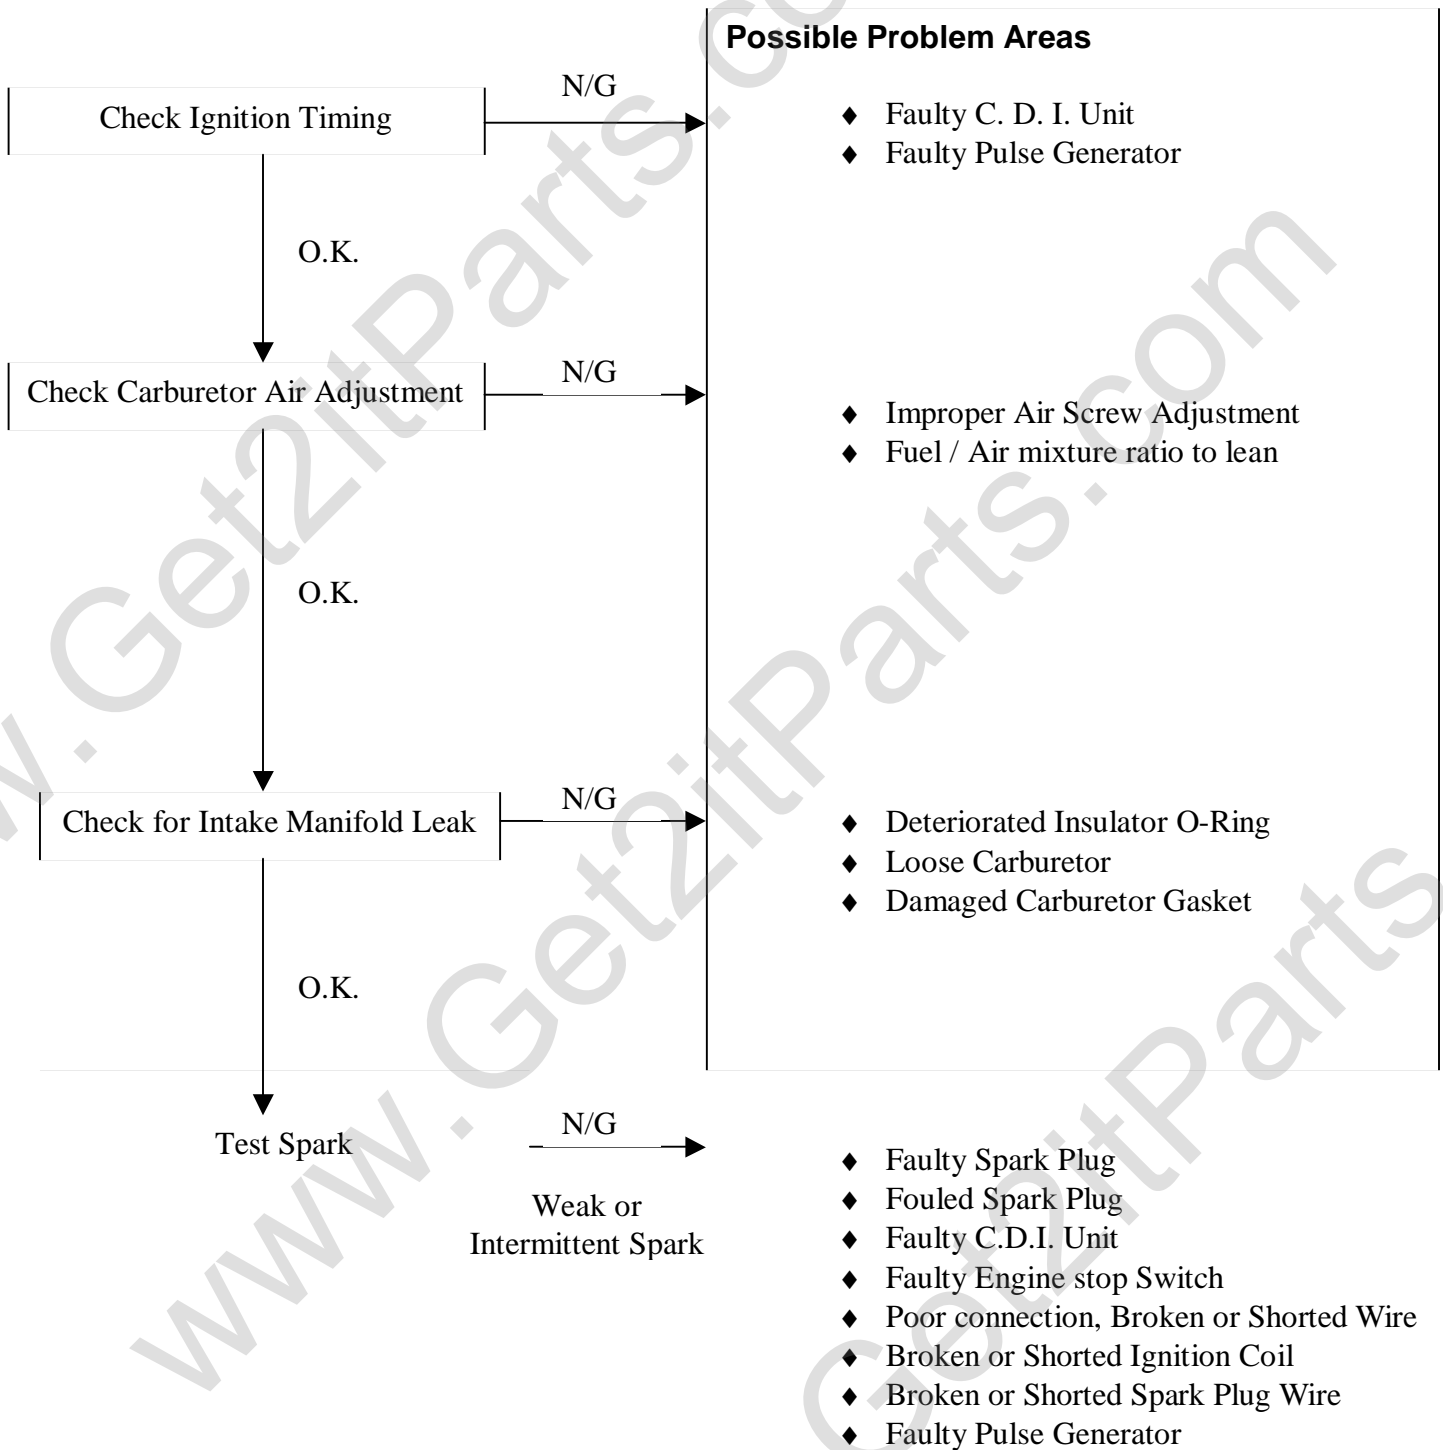 Possible Problem Areas
Check Ignition Timing
N/G
♦ Faulty C. D. I. Unit
♦ Faulty Pulse Generator
O.K.
Check Carburetor Air Adjustment
N/G
♦ Improper Air Screw Adjustment
♦ Fuel / Air mixture ratio to lean
O.K.
Check for Intake Manifold Leak
N/G
♦ Deteriorated Insulator O-Ring
♦ Loose Carburetor
♦ Damaged Carburetor Gasket
O.K.
Test Spark
N/G
Weak or
Intermittent Spark
♦ Faulty Spark Plug
♦ Fouled Spark Plug
♦ Faulty C.D.I. Unit
♦ Faulty Engine stop Switch
♦ Poor connection, Broken or Shorted Wire
♦ Broken or Shorted Ignition Coil
♦ Broken or Shorted Spark Plug Wire
♦ Faulty Pulse Generator
w.Get2itParts.co
www.Get2itParts.com
Get2itParts